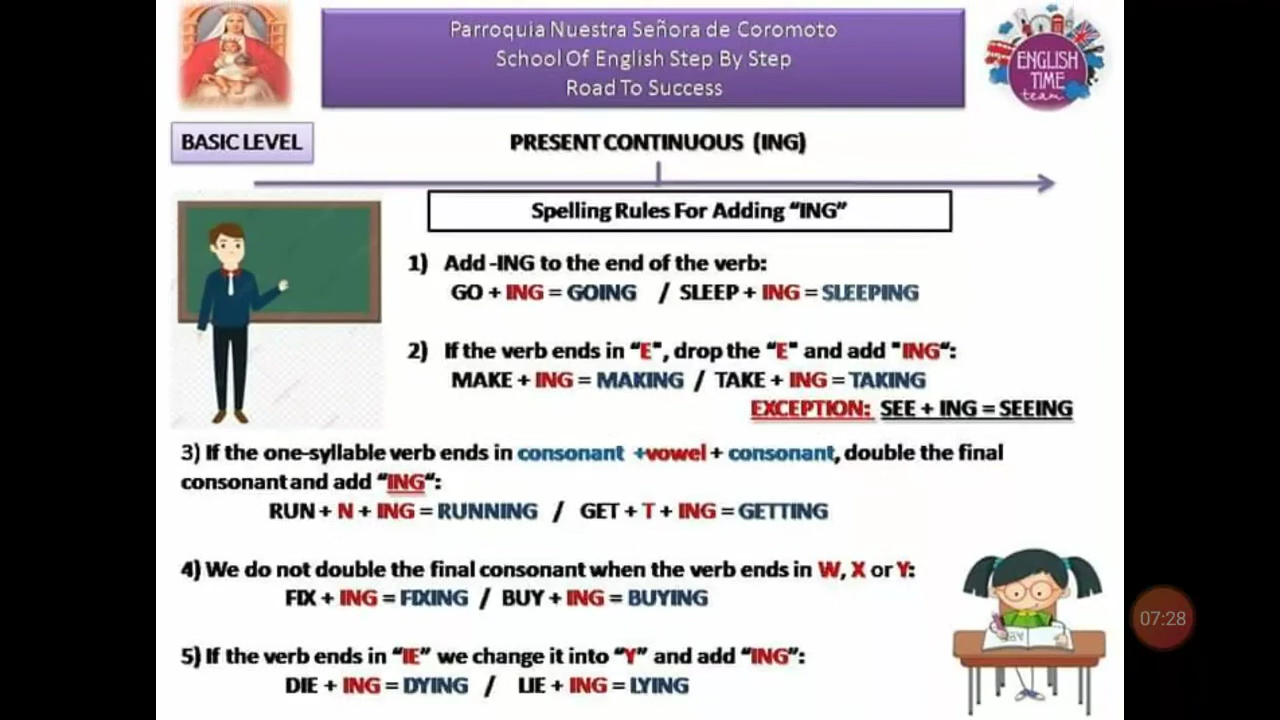 Parroquia Nuestra Señora de Coromoto
School Of English Step By Step
Road To Success
ENGLISH
TIME
team
BASIC LEVEL
PRESENT CONTINUOUS (ING)
Spelling Rules For Adding “ING”
1) Add -ING to the end of the verb:
GO + ING = GOING / SLEEP + ING = SLEEPING
2) If the verb ends in “E”, drop the “E” and add "ING“:
MAKE + ING = MAKING / TAKE + ING = TAKING
EXCEPTION: SEE + ING = SEEING
3) If the one-syllable verb ends in consonant +vowel + consonant, double the final
consonant and add “ING“:
RUN + N + ING = RUNNING / GET + T + ING = GETTING
4) We do not double the final consonant when the verb ends in W, X or Y:
FIX + ING = FIXING / BUY + ING = BUYING
07:28
5) If the verb ends in “IE” we change it into “Y” and add “ING”:
DIE + ING = DYING / LIE + ING = LYING